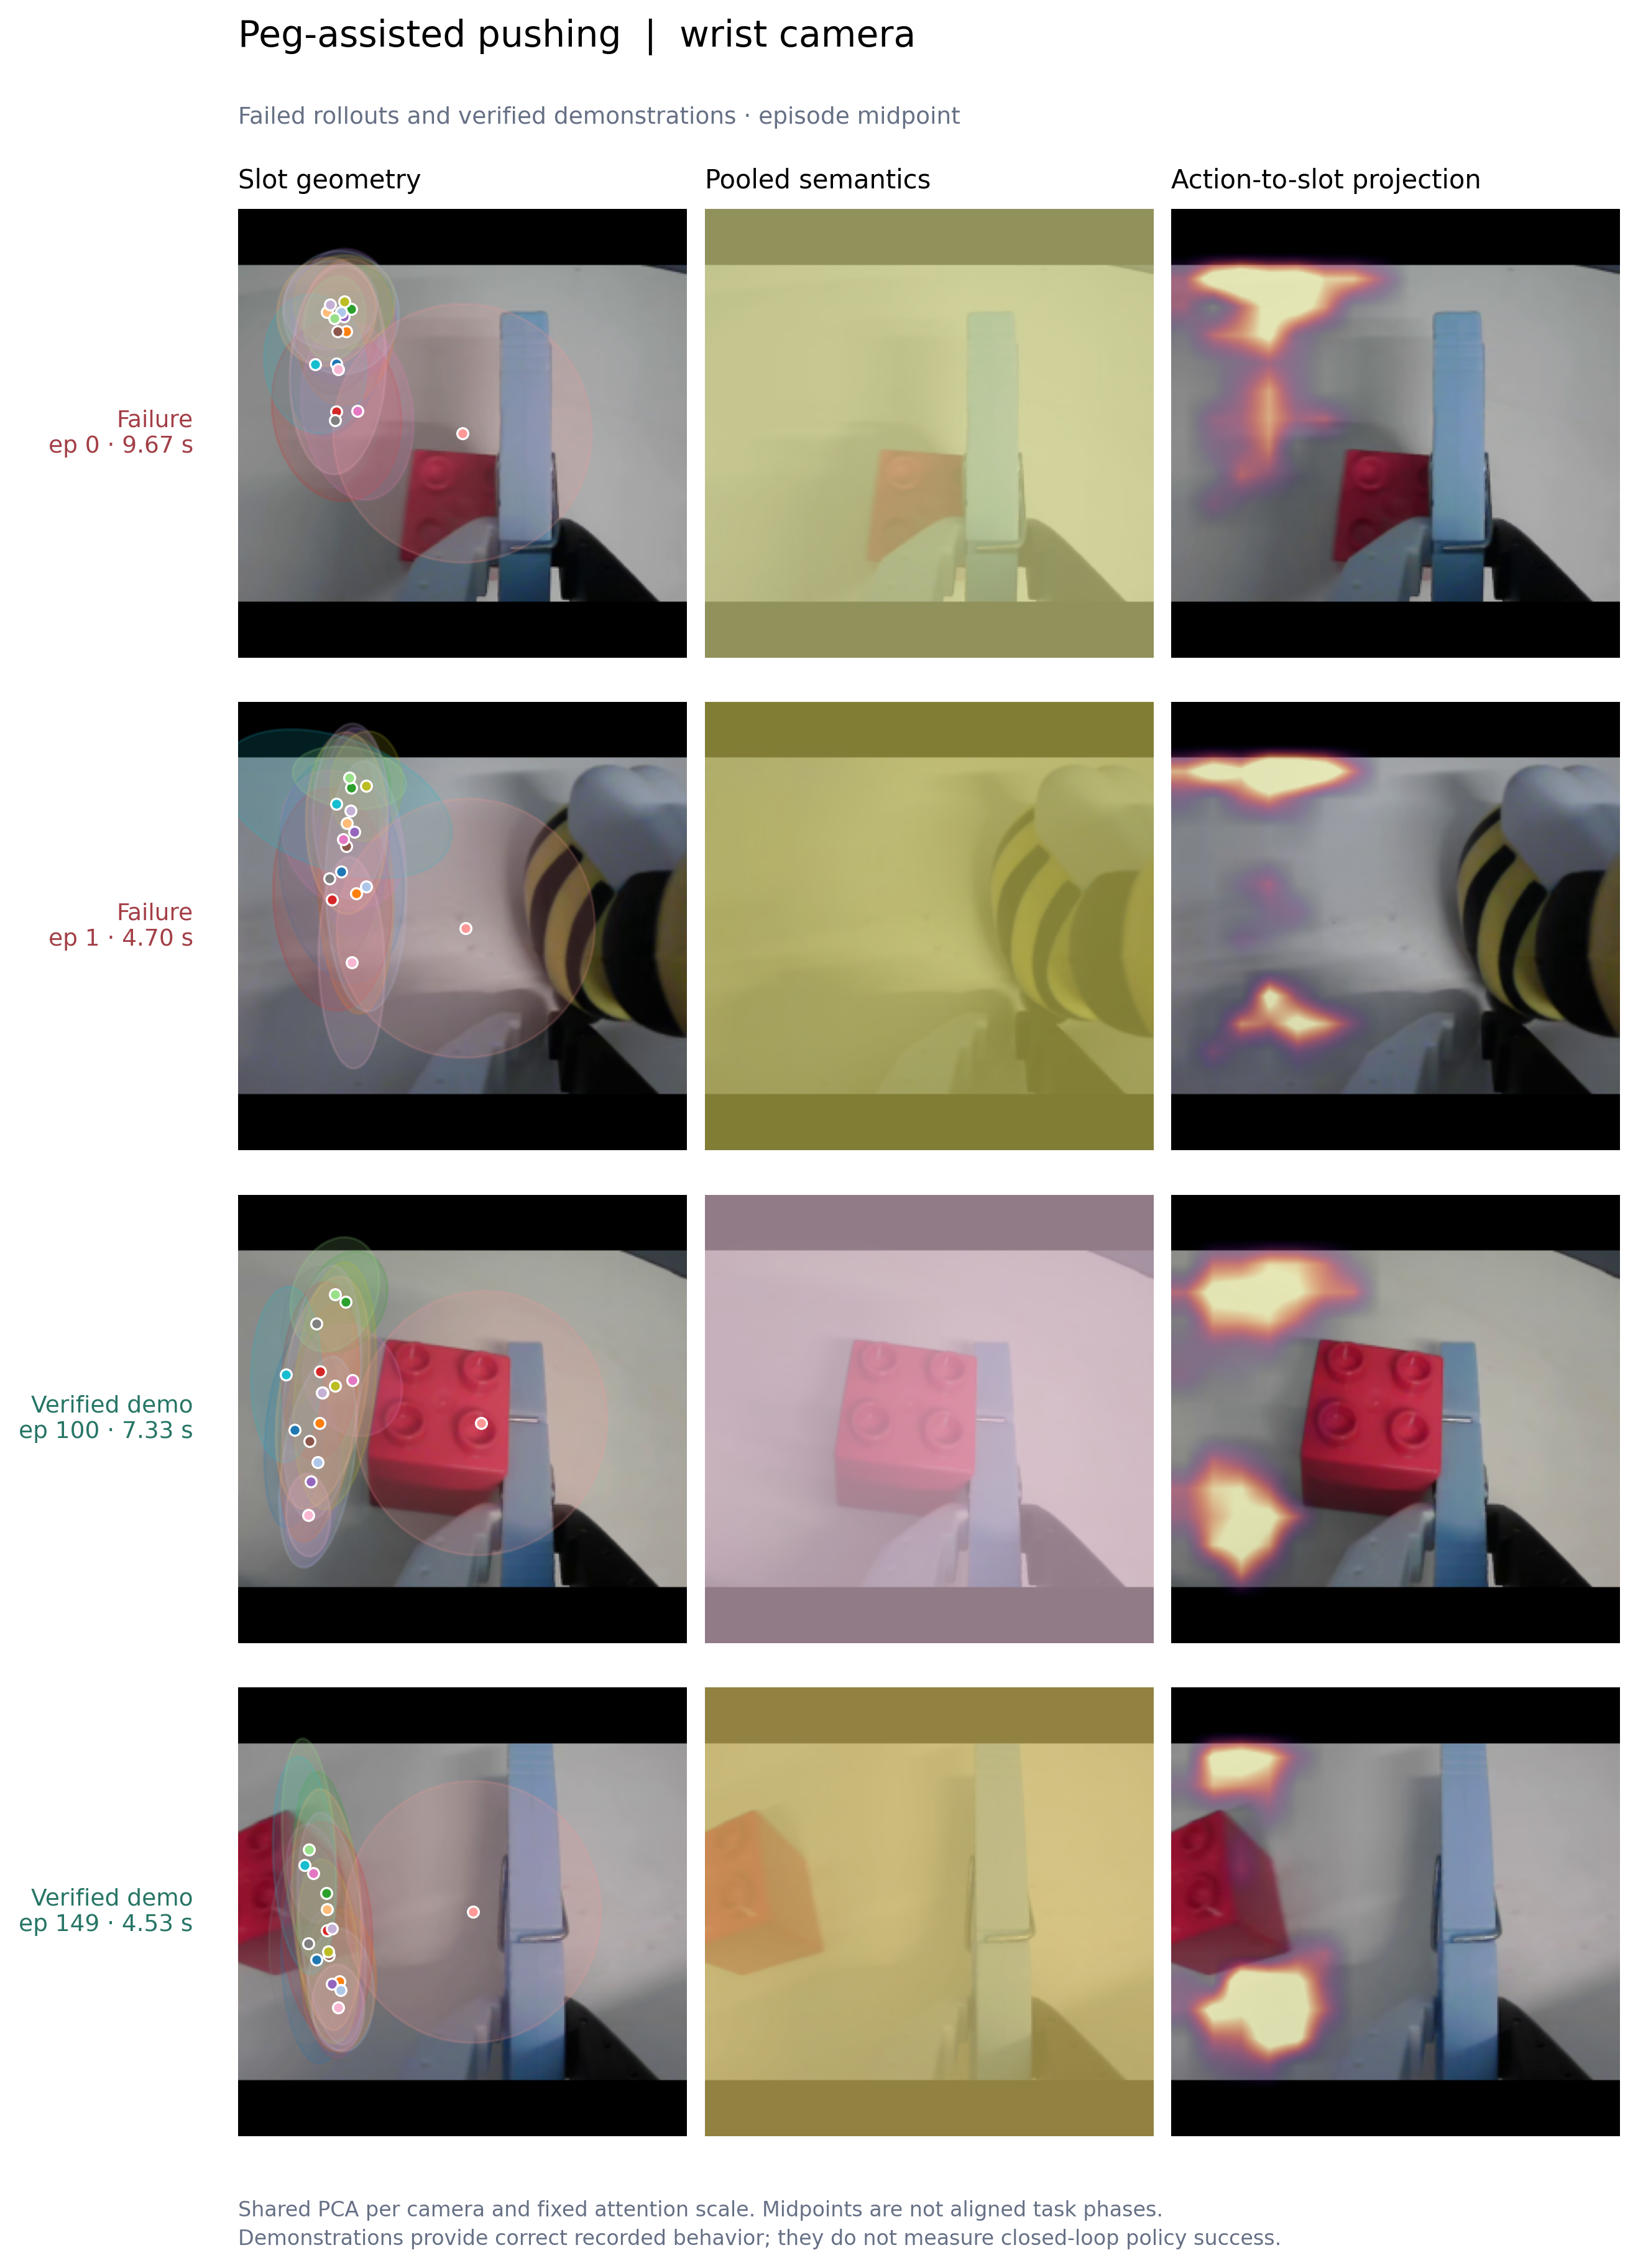 Peg-assisted pushing | wrist camera
Failed rollouts and verified demonstrations · episode midpoint
Slot geometry
Pooled semantics
Action-to-slot projection
Failure
ep 0 · 9.67 s
Failure
ep 1 · 4.70 s
Verified demo
ep 100 · 7.33 s
Verified demo
ep 149 · 4.53 s
Shared PCA per camera and fixed attention scale. Midpoints are not aligned task phases.
Demonstrations provide correct recorded behavior; they do not measure closed-loop policy success.